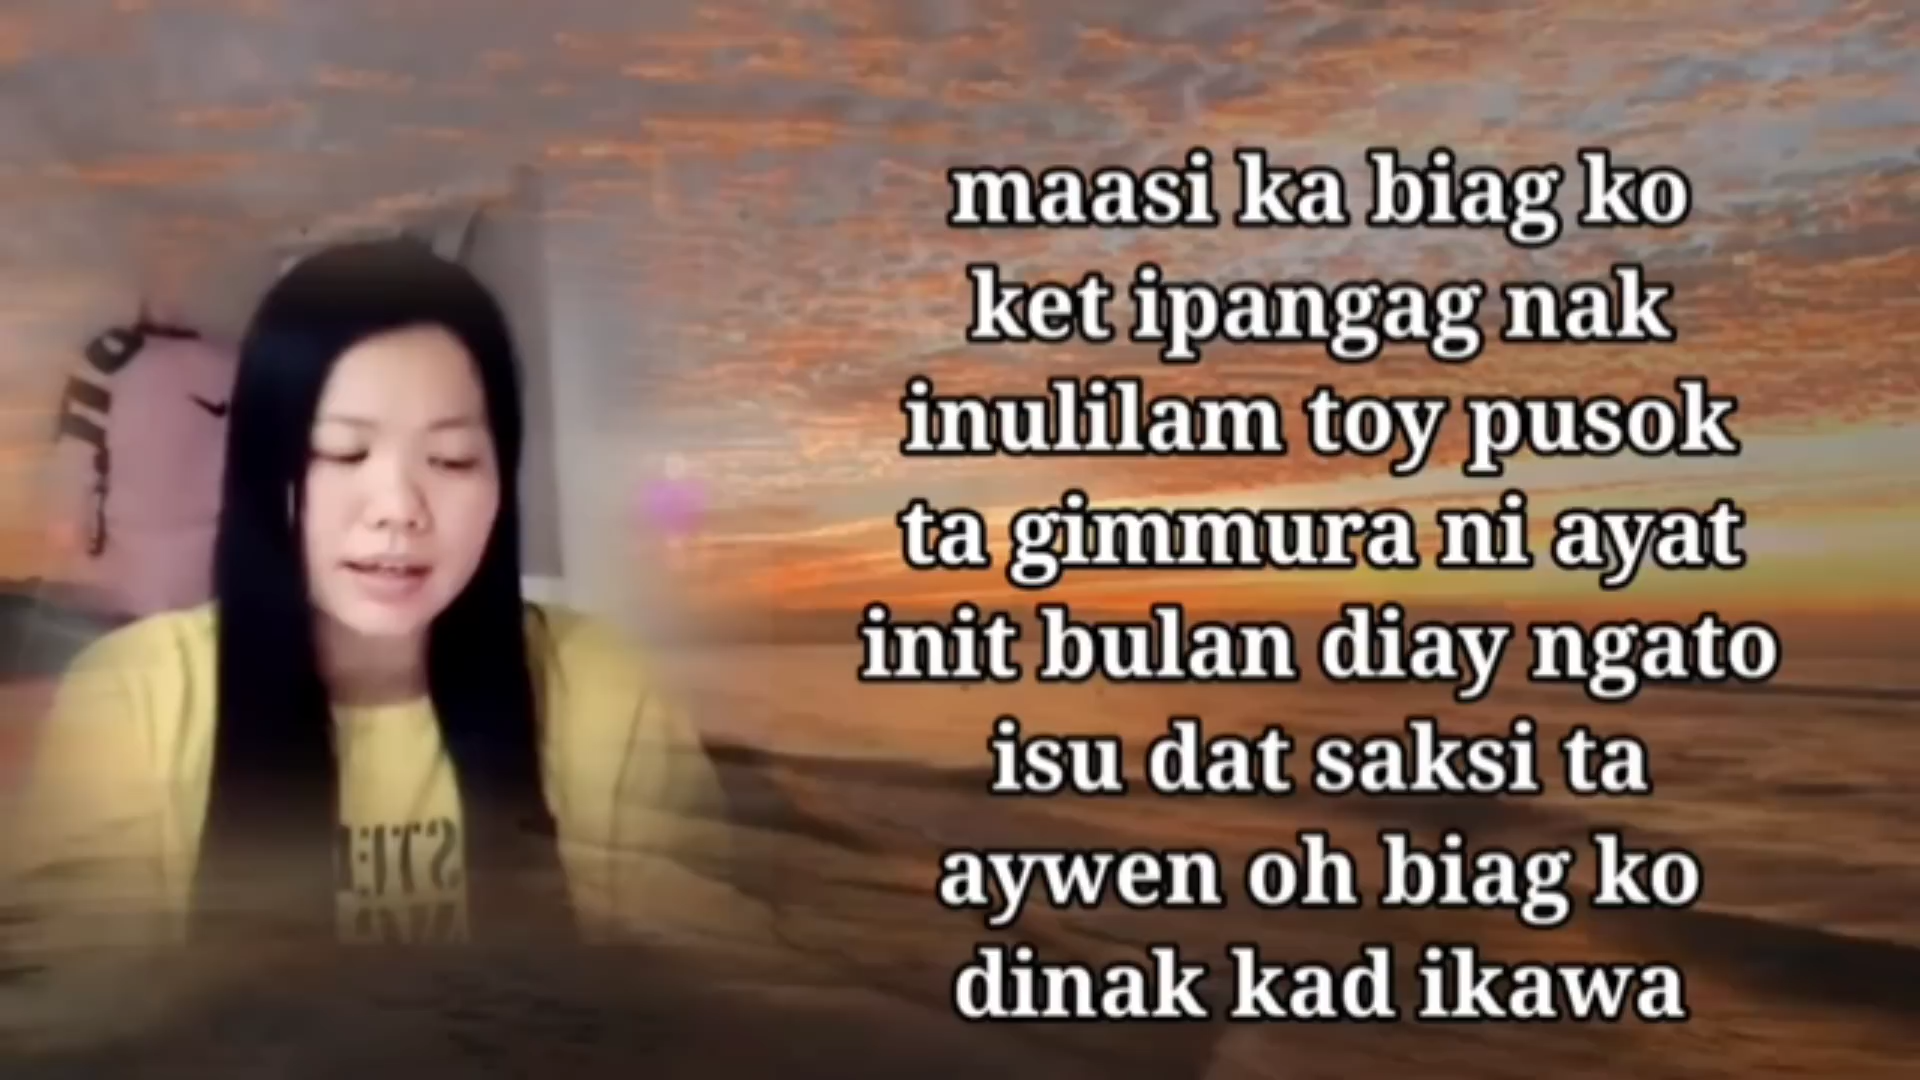 maasi ka biag ko
ket ipangag nak
inulilam toy pusok
ta gimmura ni ayat
init bulan diay ngato
isu dat saksi ta
aywen oh biag ko
dinak kad ikawa